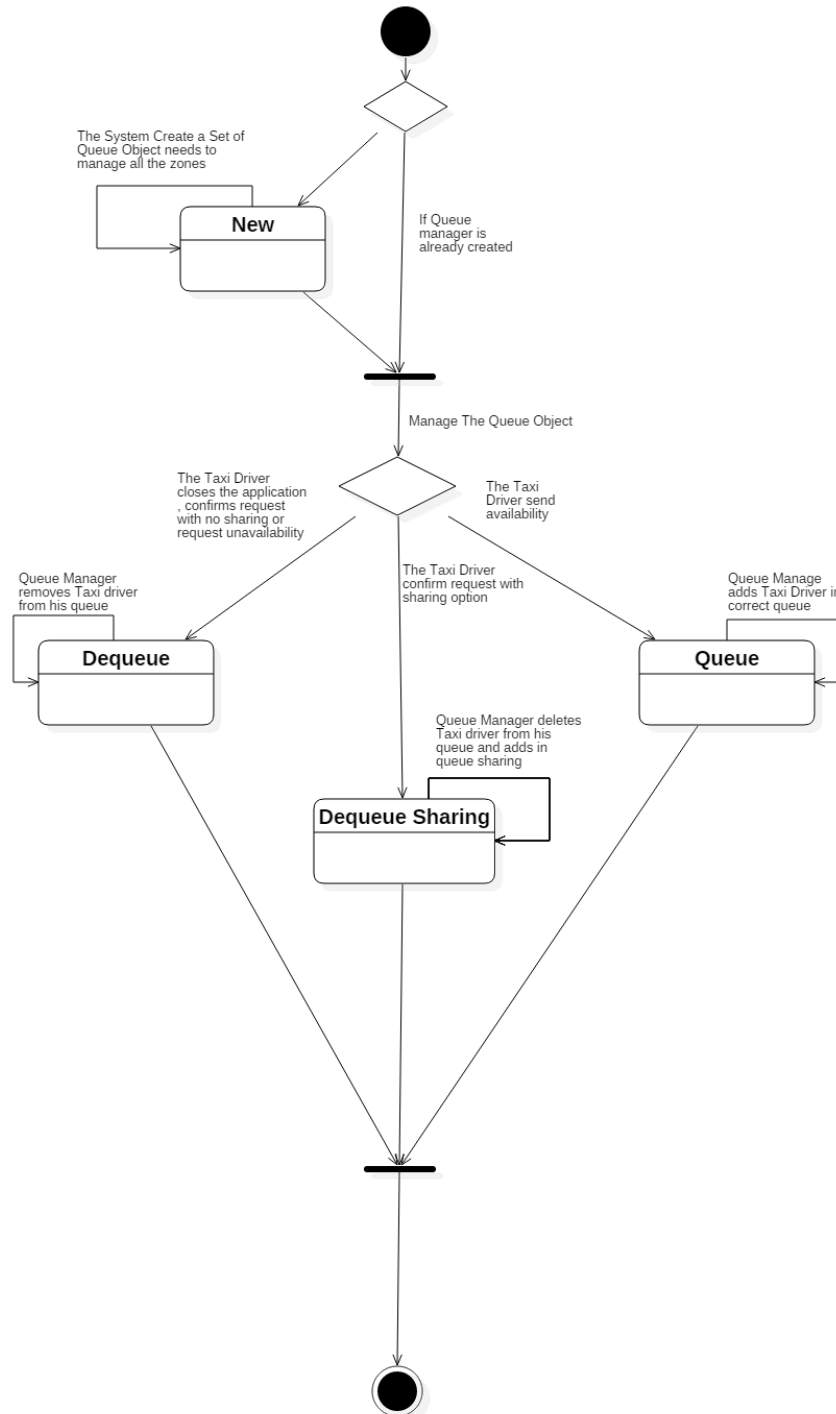 The System Create a Set of
Queue Object needs to
manage all the zones
New
If Queue
manager is
already created
Manage The Queue Object
The Taxi Driver
closes the application
, confirms request
with no sharing or
request unavailability
The Taxi
Driver send
availability
The Taxi Driver
confirm request with
sharing option
Queue Manager
removes Taxi driver
from his queue
Dequeue
Queue Manage
adds Taxi Driver
correct queue
Queue
Queue Manager deletes
Taxi driver from his
queue and adds in
queue sharing
Dequeue Sharing